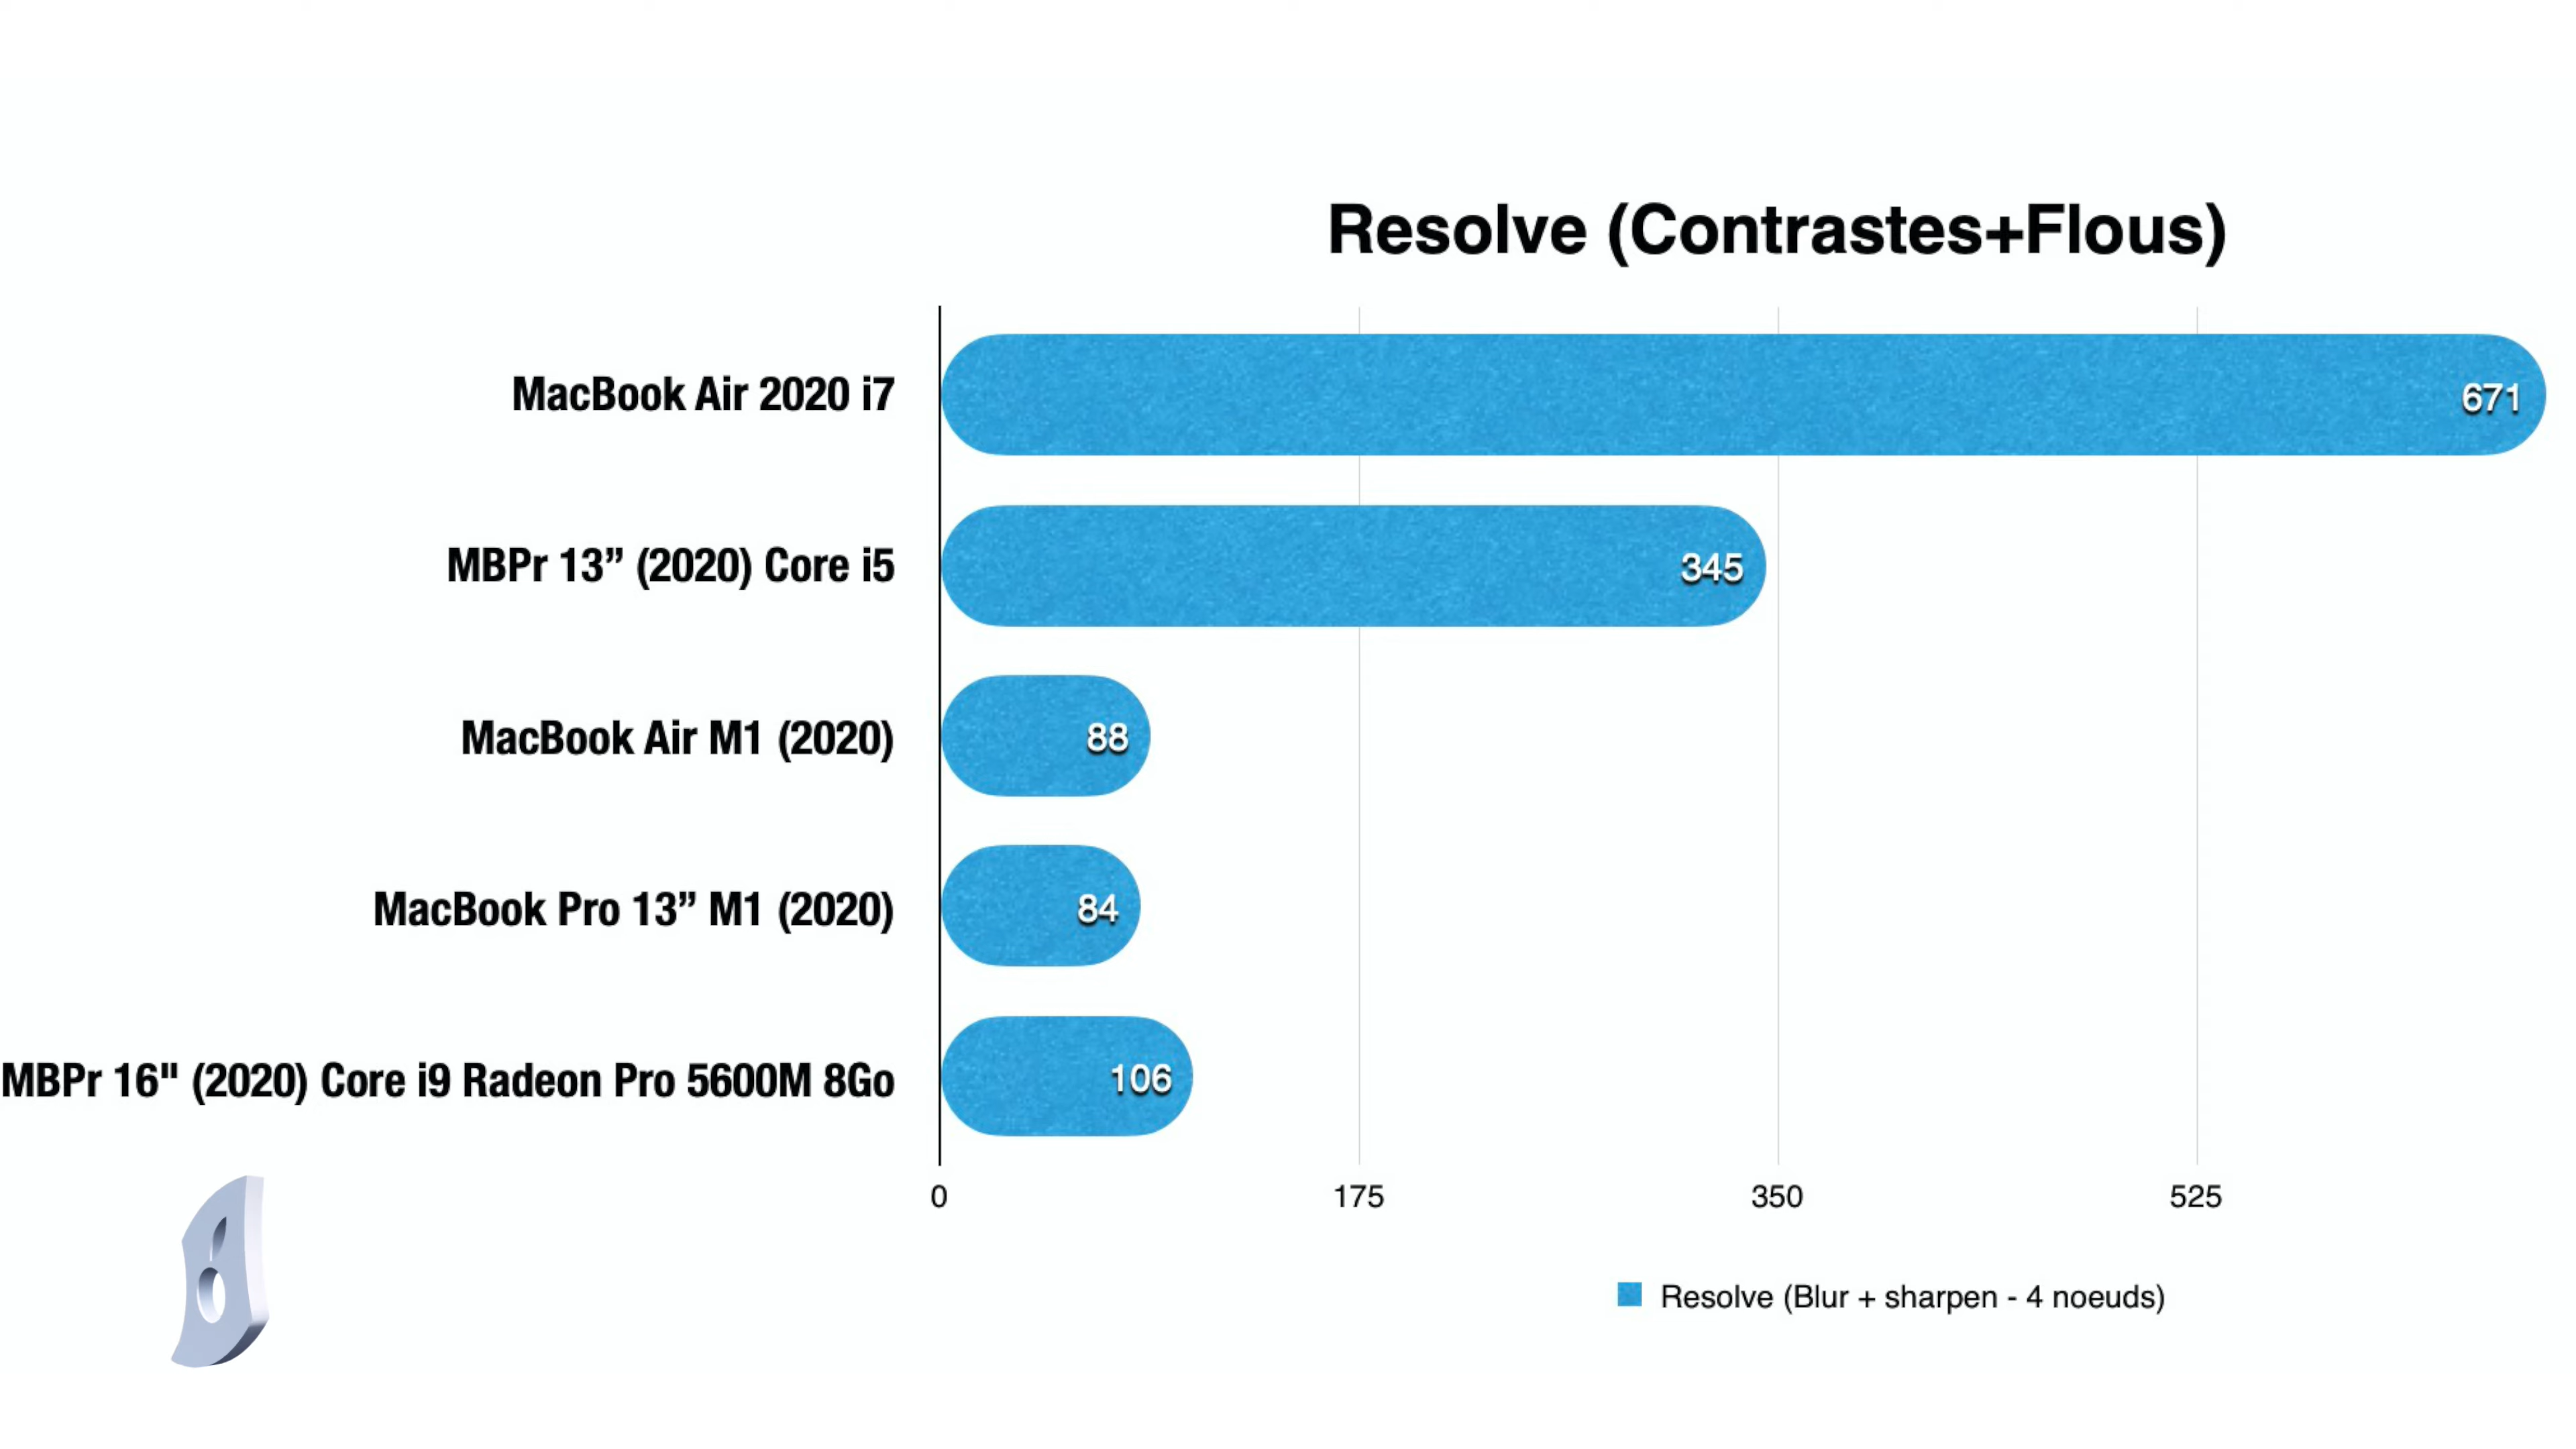 Resolve (Contrastes+Flous)
MacBook Air 2020 i7
671
MBPr 13” (2020) Core i5
345
MacBook Air M1 (2020)
88
MacBook Pro 13” M1 (2020)
84
MBPr 16" (2020) Core i9 Radeon Pro 5600M 8Go
106
0 175 350 525
Resolve (Blur + sharpen - 4 noeuds)